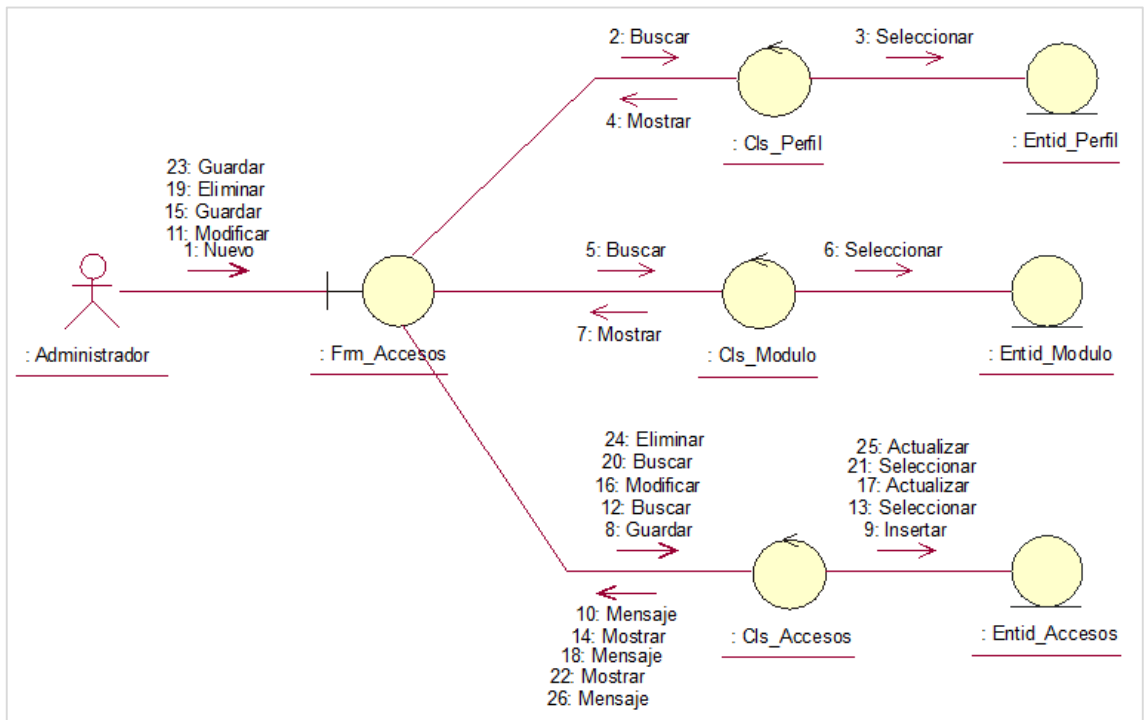 2: Buscar
3: Seleccionar
4: Mostrar
: Cls_Perfil
: Entid_Perfil
23: Guardar
19: Eliminar
15: Guardar
11: Modificar
1: Nuevo
5: Buscar
6: Seleccionar
7: Mostrar
: Administrador
: Frm_Accesos
: Cls_Modulo
: Entid_Modulo
24: Eliminar
20: Buscar
16: Modificar
12: Buscar
8: Guardar
25: Actualizar
21: Seleccionar
17: Actualizar
13: Seleccionar
9: Insertar
10: Mensaje
14: Mostrar
18: Mensaje
22: Mostrar
26: Mensaje
: Cls_Accesos
: Entid_Accesos